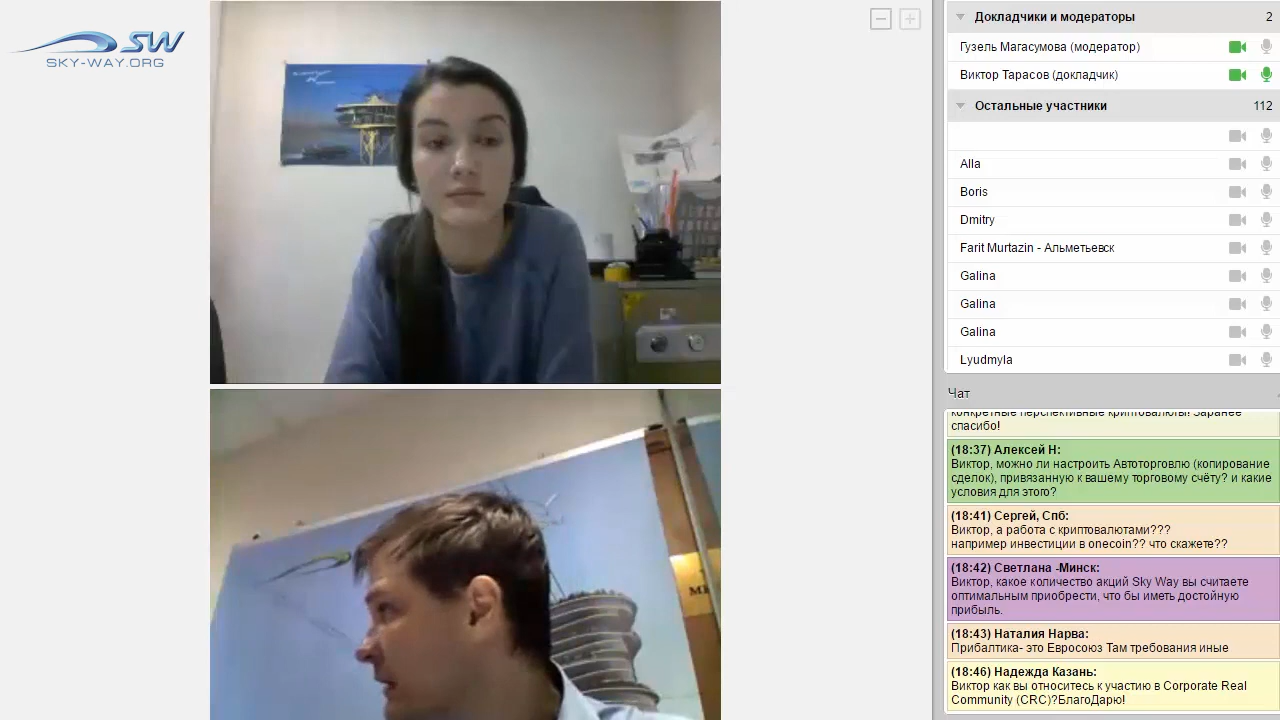 SW
SKY-WAY.ORG
Докладчики и модераторы 2
Гузель Магасумова (модератор)
Виктор Тарасов (докладчик)
Остальные участники 112
Alla
Boris
Dmitry
Farit Murtazin - Альметьевск
Galina
Galina
Galina
Lyudmyla
Чат
конкретные перспективные криптовалюты! Заранее
спасибо!
(18:37) Алексей Н:
Виктор, можно ли настроить Автоторговлю (копирование
сделок), привязанную к вашему торговому счёту? и какие
условия для этого?
(18:41) Сергей, Спб:
Виктор, а работа с криптовалютами???
например инвестиции в onecoin?? что скажете??
(18:42) Светлана -Минск:
Виктор, какое количество акций Sky Way вы считаете
оптимальным приобрести, что бы иметь достойную
прибыль.
(18:43) Наталия Нарва:
Прибалтика- это Евросоюз Там требования иные
(18:46) Надежда Казань:
Виктор как вы относитесь к участию в Corporate Real
Community (CRC)?БлагоДарю!